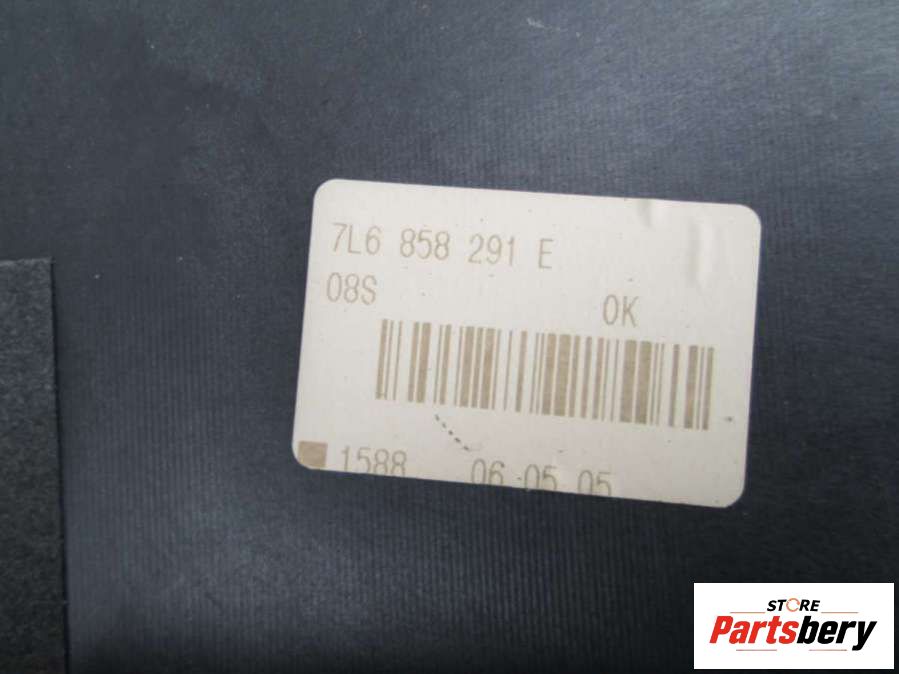 7L6 858 291 E
08S
OK
1588 06.05.05
STORE
Partsbery